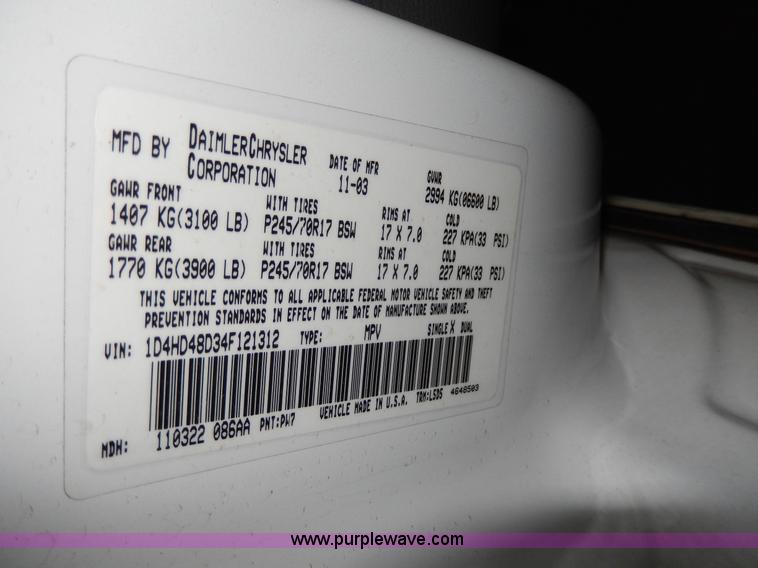 MFD BY DAIMLERCHRYSLER CORPORATION DATE OF MFR 11-03 GVWR 2994 KG(06600 LB)
GAWR FRONT WITH TIRES RIMS AT COLD
1407 KG(3100 LB) P245/70R17 BSW 17 X 7.0 227 KPA(33 PSI)
GAWR REAR WITH TIRES RIMS AT COLD
1770 KG(3900 LB) P245/70R17 BSW 17 X 7.0 227 KPA(33 PSI)
THIS VEHICLE CONFORMS TO ALL APPLICABLE FEDERAL MOTOR VEHICLE SAFETY AND THEFT
PREVENTION STANDARDS IN EFFECT ON THE DATE OF MANUFACTURE SHOWN ABOVE.
VIN: 1D4HD48D34F121312 TYPE: MPV SINGLE X DUAL
MDH: 110322 086AA PNT:PW7 VEHICLE MADE IN U.S.A. TRM:LSDS 4648503
www.purplewave.com